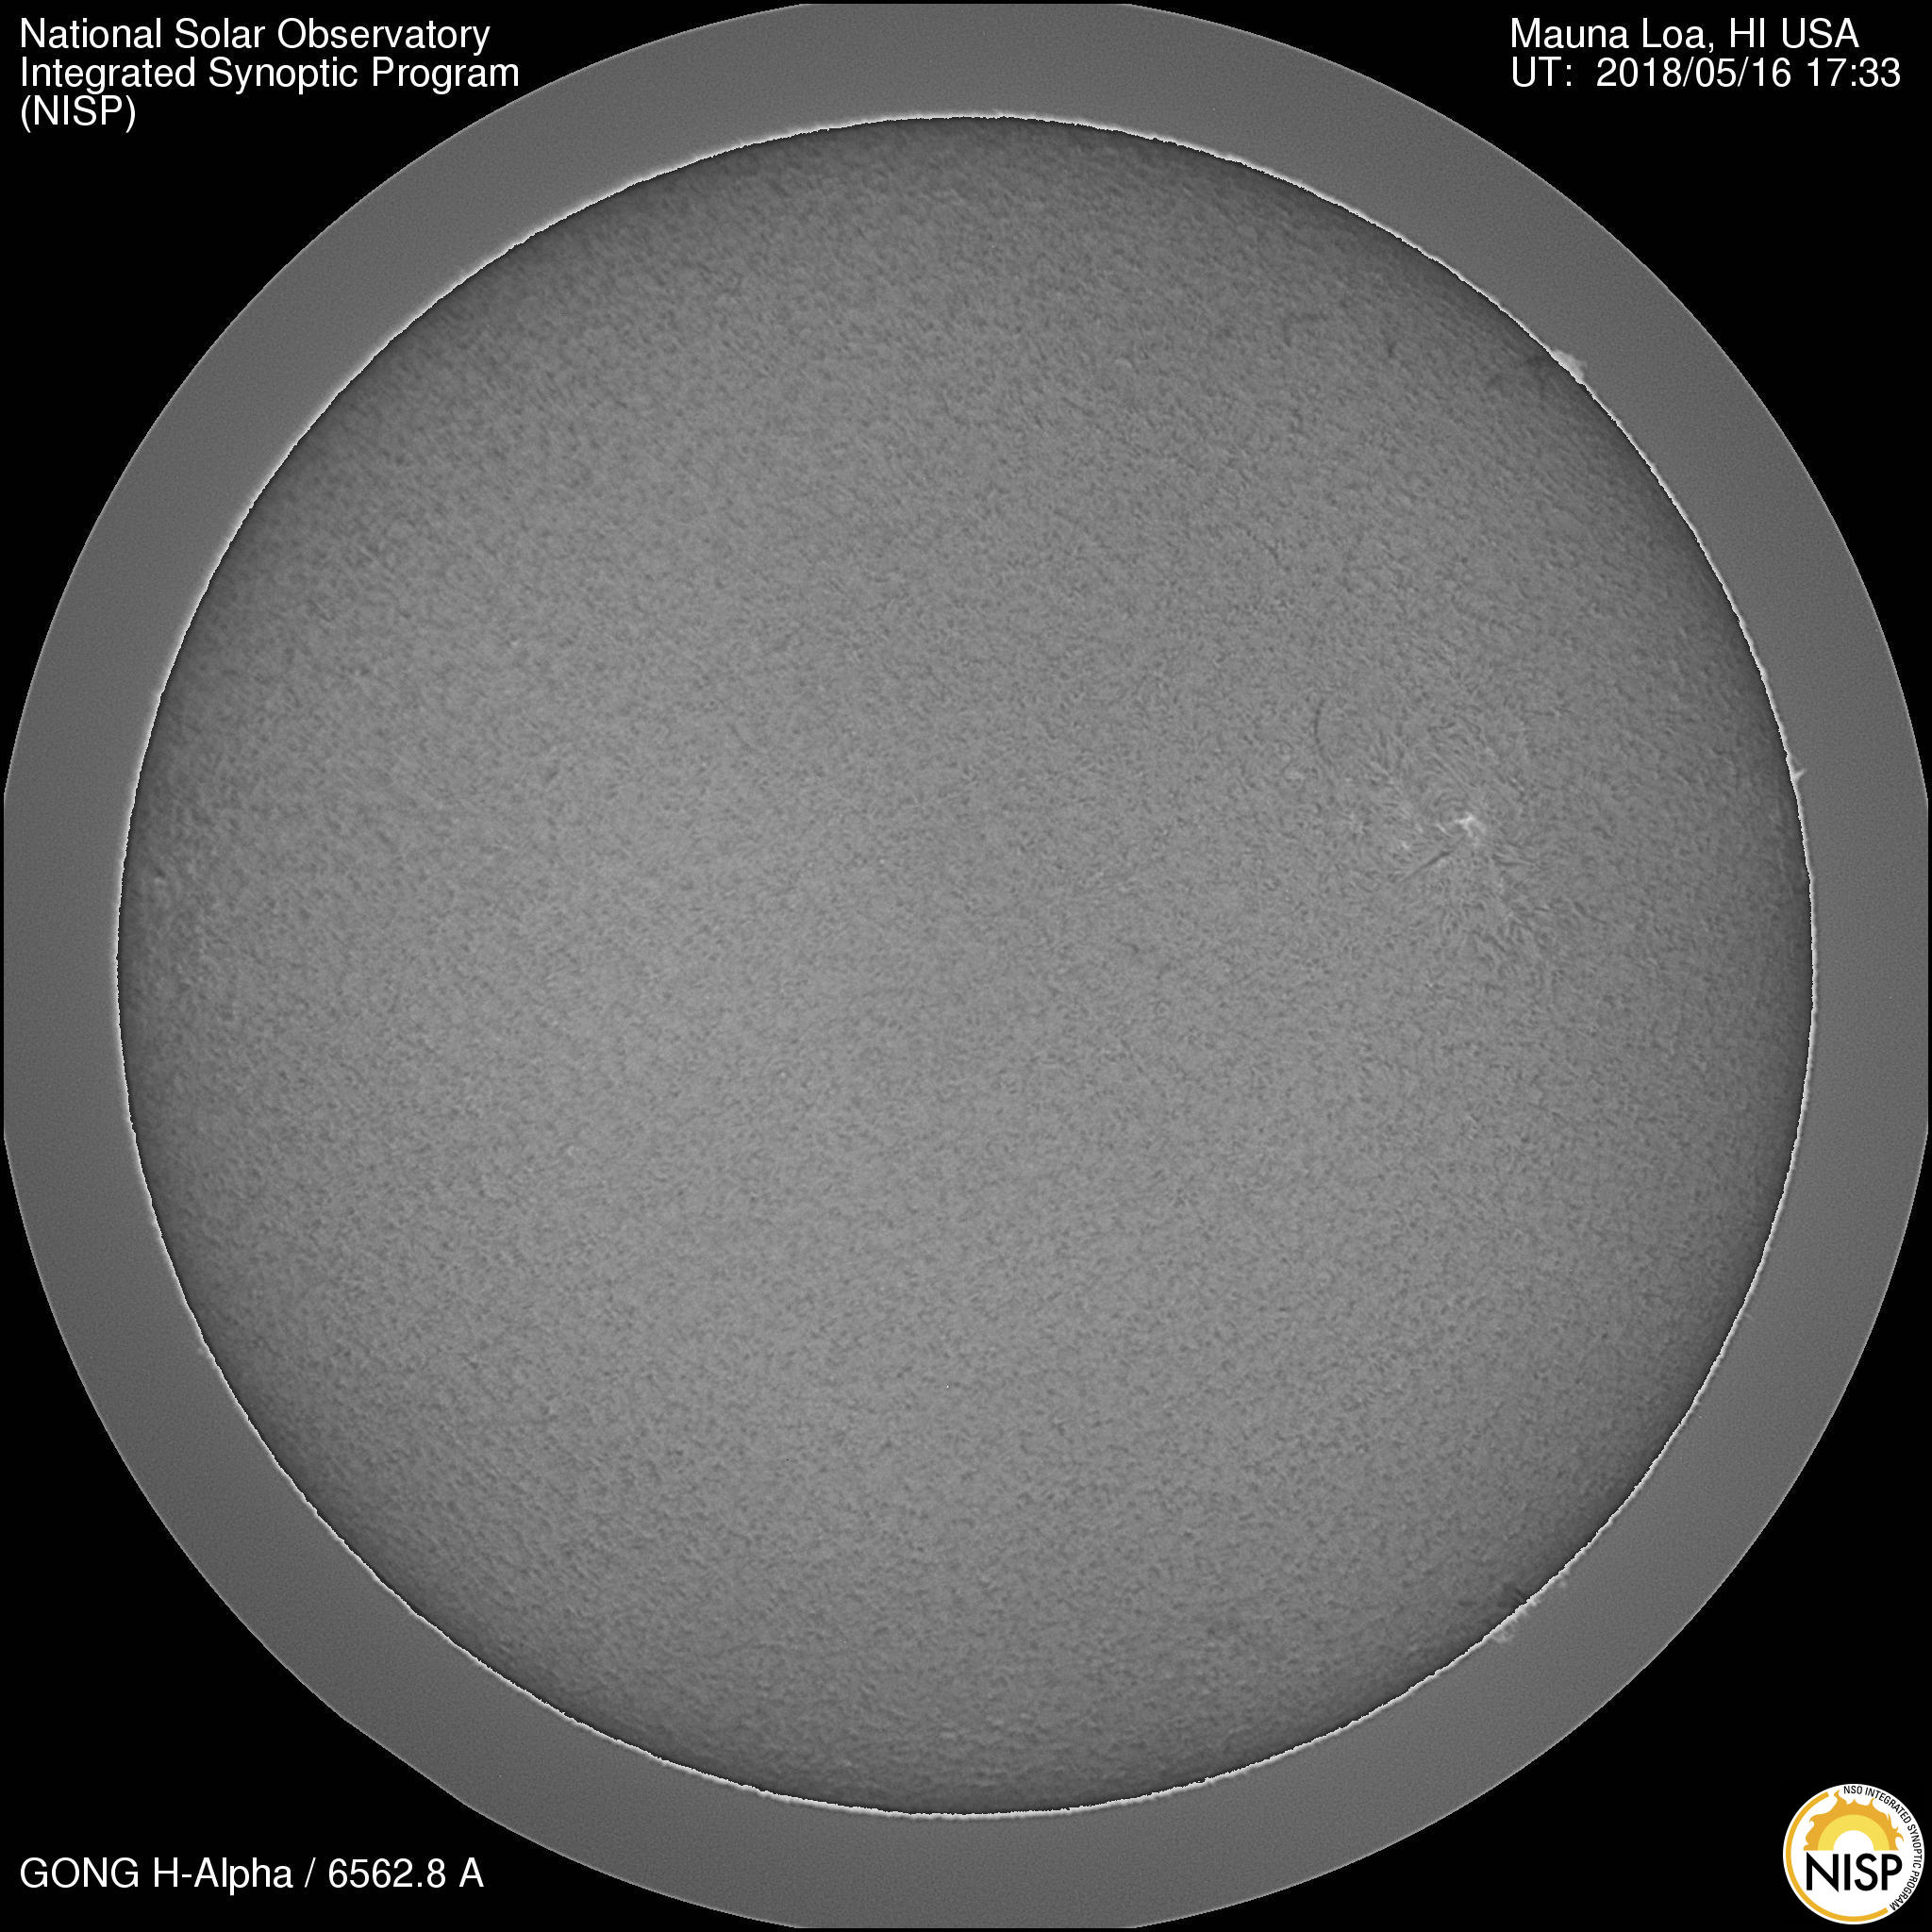 National Solar Observatory
Integrated Synoptic Program
(NISP)
Mauna Loa, HI USA
UT: 2018/05/16 17:33
GONG H-Alpha / 6562.8 A
NSO INTEGRATED SYNOPTIC PROGRAM
NISP